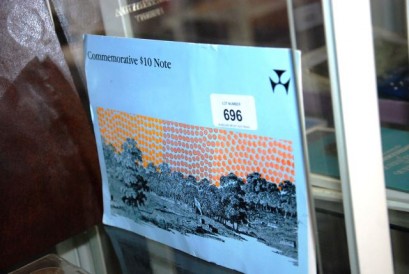 Commemorative $10 Note
LOT NUMBER
696